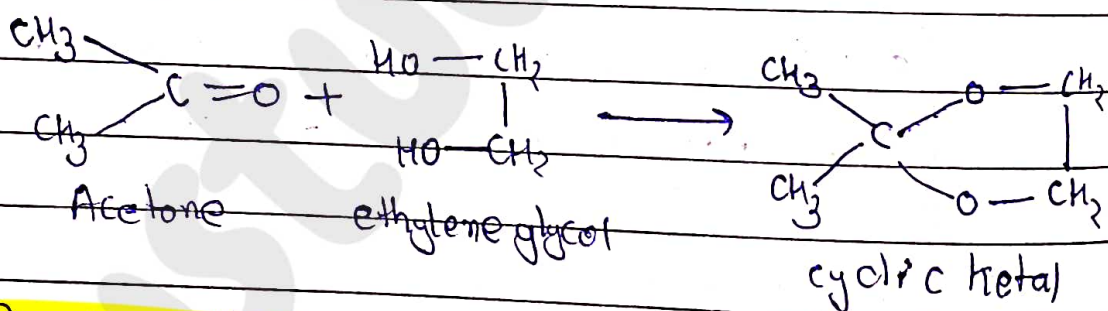 CH3
C=O + HO-CH2
CH3 HO-CH2
Acetone ethylene glycol
CH3 O-CH2
C
CH3 O-CH2
cyclic ketal